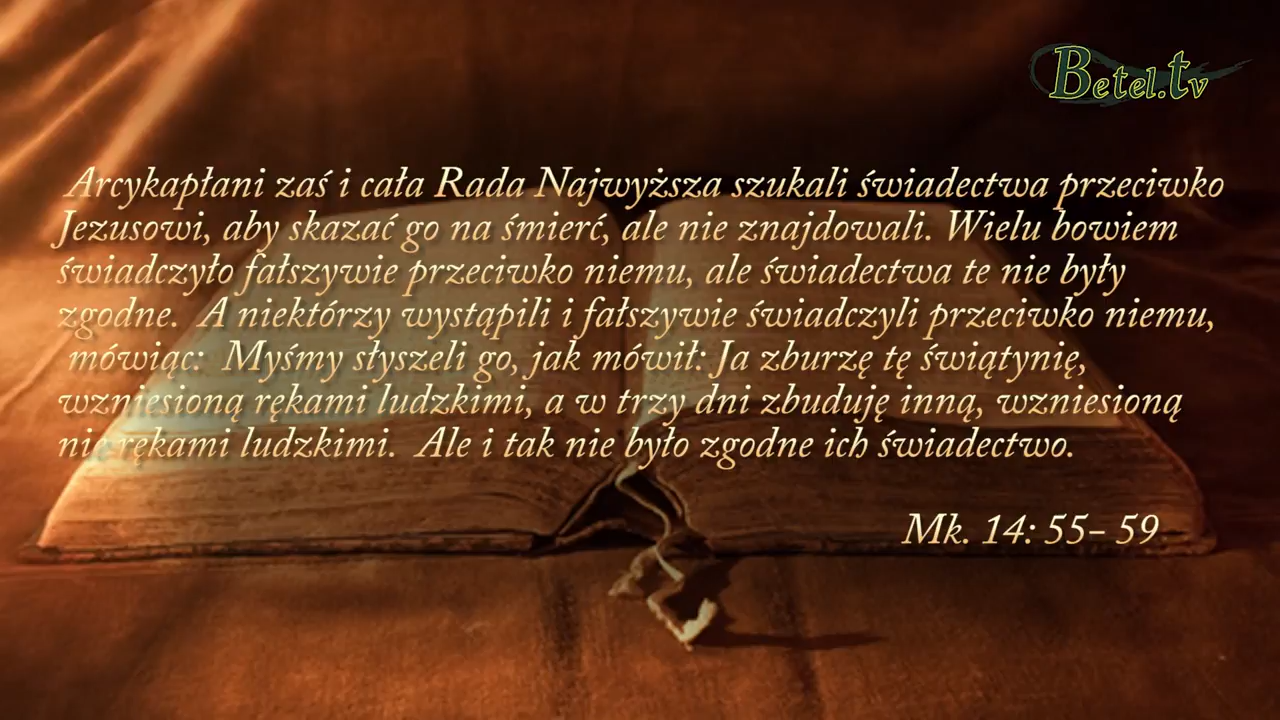 Betel.tv
Arcykapłani zaś i cała Rada Najwyższa szukali świadectwa przeciwko
Jezusowi, aby skazać go na śmierć, ale nie znajdowali. Wielu bowiem
świadczyło fałszywie przeciwko niemu, ale świadectwa te nie były
zgodne. A niektórzy wystąpili i fałszywie świadczyli przeciwko niemu,
mówiąc: Myśmy słyszeli go, jak mówił: Ja zburzę tę świątynię,
wzniesioną rękami ludzkimi, a w trzy dni zbuduję inną, wzniesioną
nie rękami ludzkimi. Ale i tak nie było zgodne ich świadectwo.
Mk. 14: 55– 59